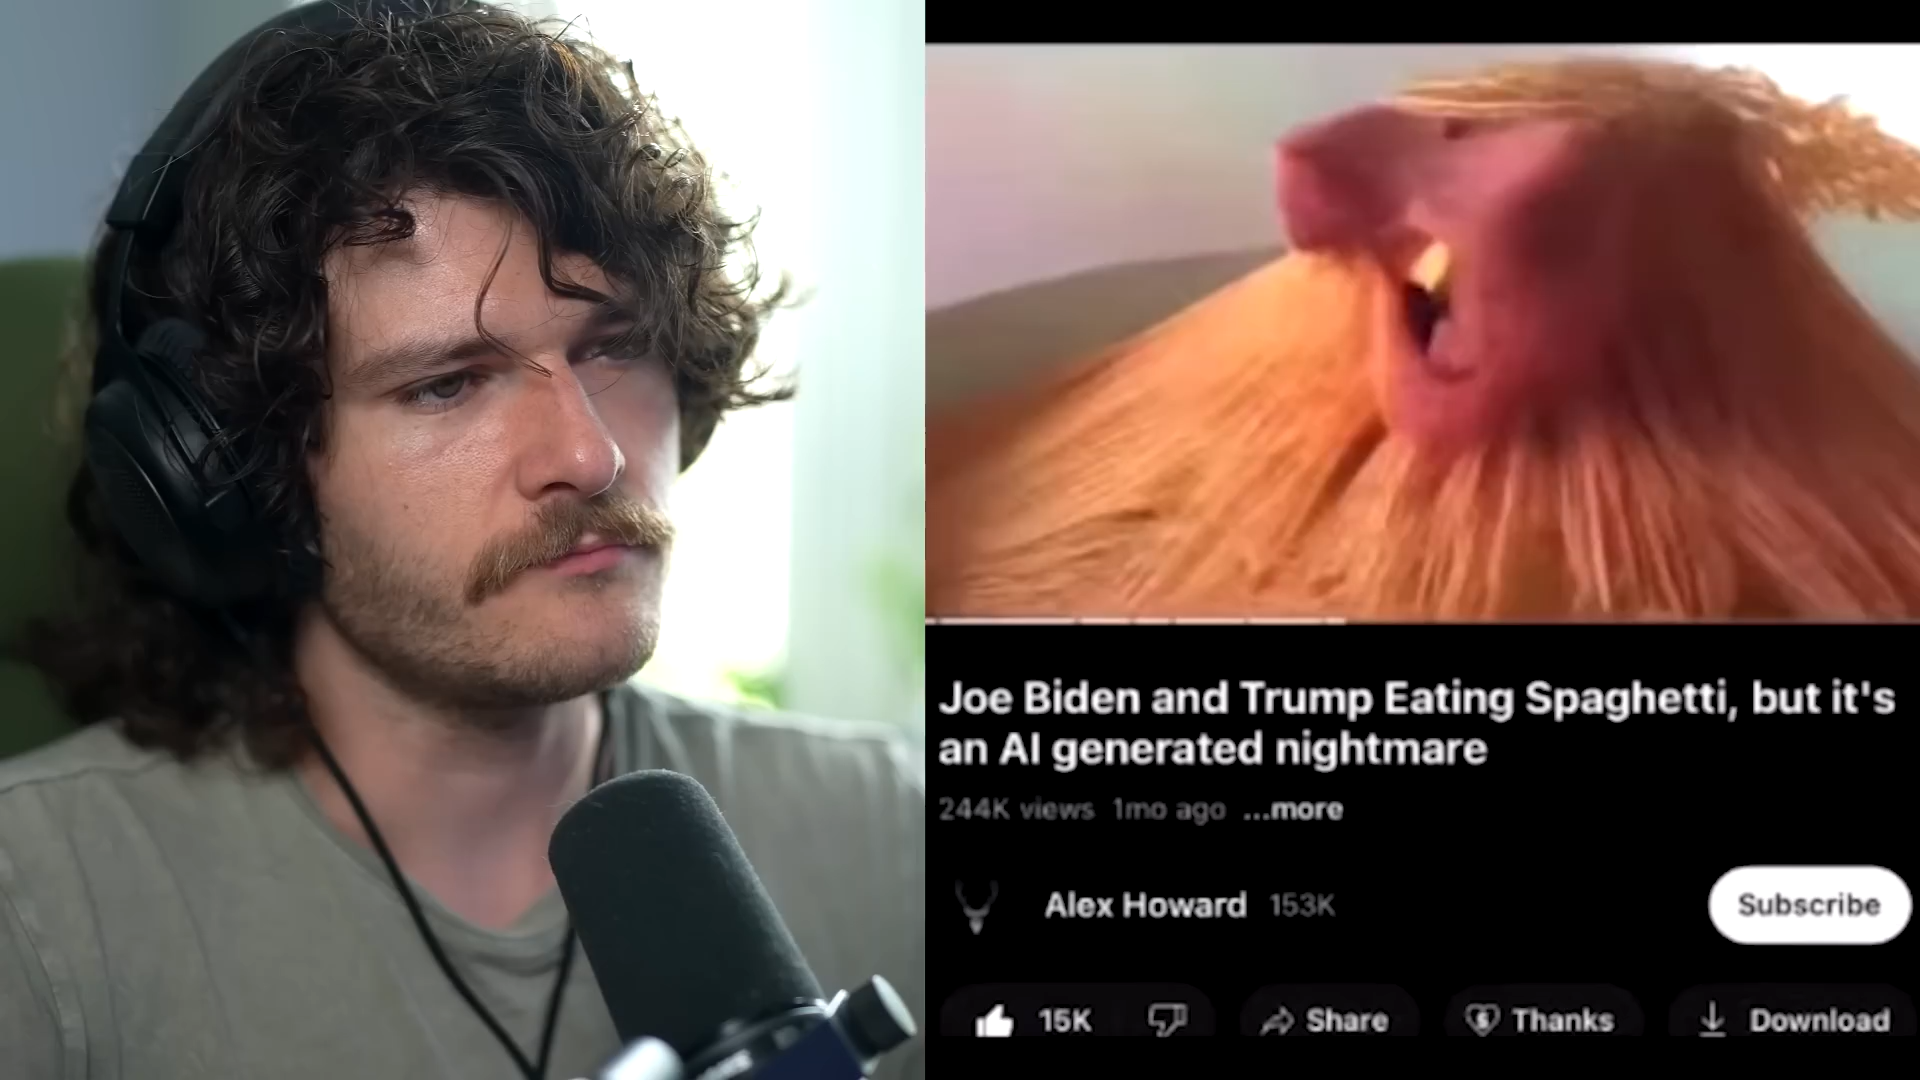 Joe Biden and Trump Eating Spaghetti, but it's
an AI generated nightmare
244K views 1mo ago ...more
Alex Howard 153K
Subscribe
15K Share Thanks Download